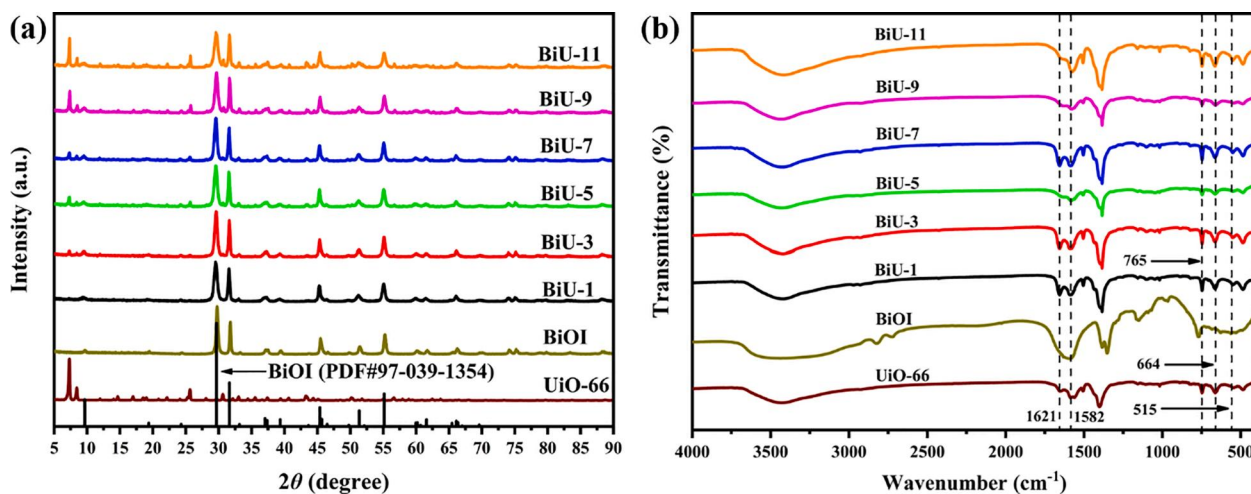 (a)
Intensity (a.u.)
BiU-11
BiU-9
BiU-7
BiU-5
BiU-3
BiU-1
BiOI
BiOI (PDF#97-039-1354)
UiO-66
5 10 15 20 25 30 35 40 45 50 55 60 65 70 75 80 85 90
2θ (degree)
(b)
Transmittance (%)
BiU-11
BiU-9
BiU-7
BiU-5
BiU-3
765
BiU-1
BiOI
664
UiO-66
1621 1582 515
4000 3500 3000 2500 2000 1500 1000 500
Wavenumber (cm⁻¹)